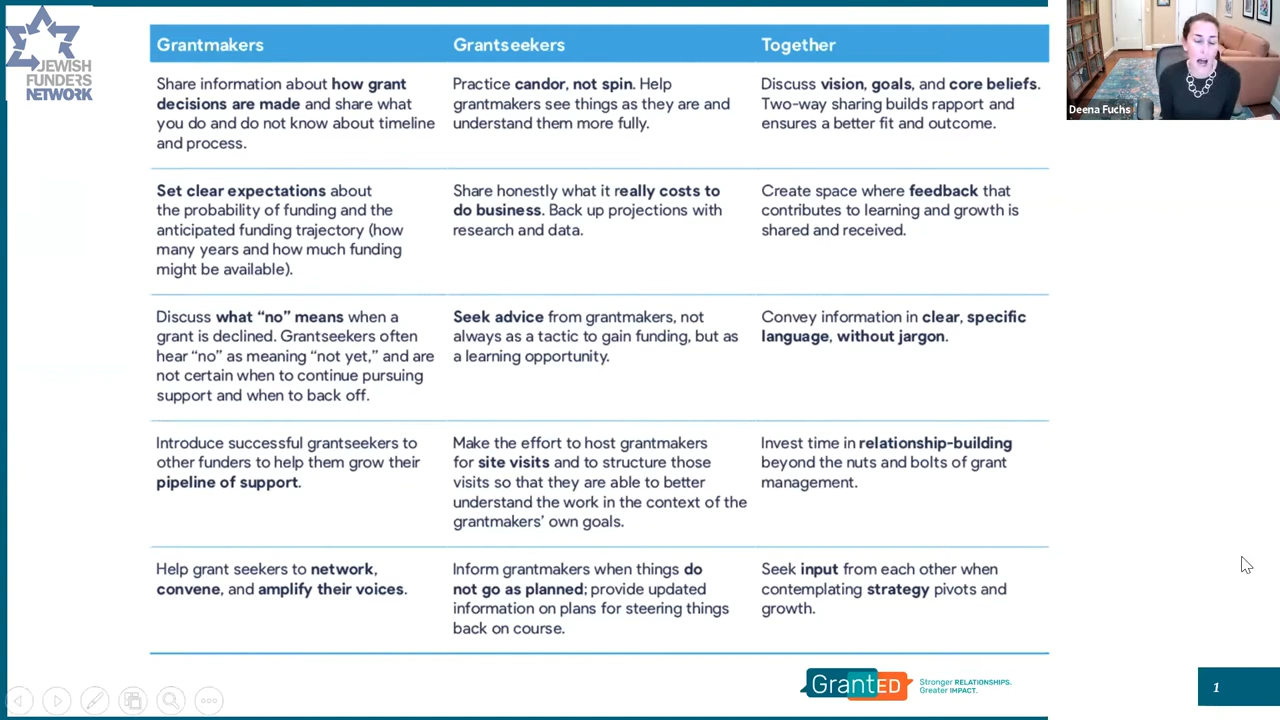 JEWISH
FUNDERS
NETWORK
Grantmakers
Grantseekers
Together
Share information about how grant
decisions are made and share what
you do and do not know about timeline
and process.
Practice candor, not spin. Help
grantmakers see things as they are and
understand them more fully.
Discuss vision, goals, and core beliefs.
Two-way sharing builds rapport and
ensures a better fit and outcome.
Set clear expectations about
the probability of funding and the
anticipated funding trajectory (how
many years and how much funding
might be available).
Share honestly what it really costs to
do business. Back up projections with
research and data.
Create space where feedback that
contributes to learning and growth is
shared and received.
Discuss what “no” means when a
grant is declined. Grantseekers often
hear “no” as meaning “not yet,” and are
not certain when to continue pursuing
support and when to back off.
Seek advice from grantmakers, not
always as a tactic to gain funding, but as
a learning opportunity.
Convey information in clear, specific
language, without jargon.
Introduce successful grantseekers to
other funders to help them grow their
pipeline of support.
Make the effort to host grantmakers
for site visits and to structure those
visits so that they are able to better
understand the work in the context of the
grantmakers’ own goals.
Invest time in relationship-building
beyond the nuts and bolts of grant
management.
Help grant seekers to network,
convene, and amplify their voices.
Inform grantmakers when things do
not go as planned; provide updated
information on plans for steering things
back on course.
Seek input from each other when
contemplating strategy pivots and
growth.
GrantED
Stronger RELATIONSHIPS.
Greater IMPACT.
1
Deena Fuchs